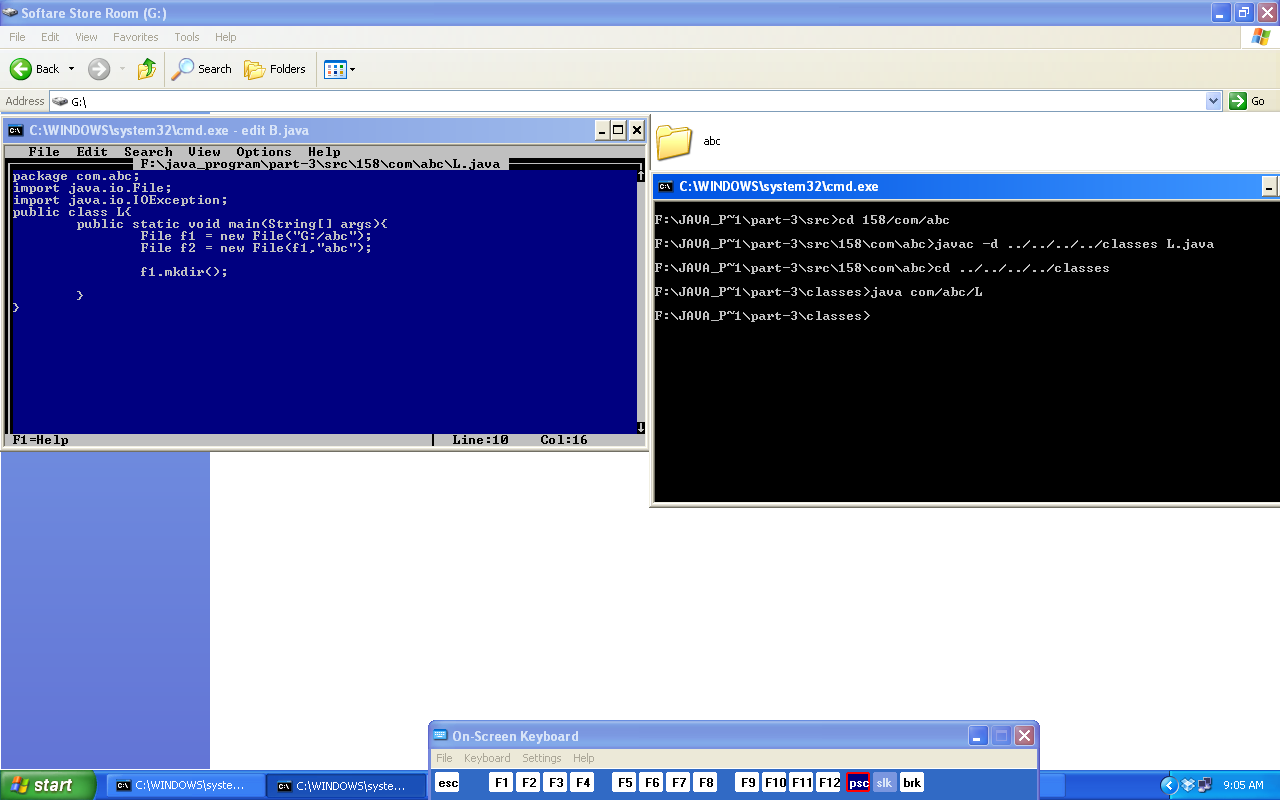 Softare Store Room (G:)
File Edit View Favorites Tools Help
Back Search Folders
Address G:\ Go
C:\WINDOWS\system32\cmd.exe - edit B.java
File Edit Search View Options Help
F:\java_program\part-3\src\158\com\abc\L.java
package com.abc;
import java.io.File;
import java.io.IOException;
public class L{
public static void main(String[] args){
File f1 = new File("G:/abc");
File f2 = new File(f1,"abc");
f1.mkdir();
}
}
F1=Help Line:10 Col:16
abc
C:\WINDOWS\system32\cmd.exe
F:\JAVA_P~1\part-3\src>cd 158/com/abc
F:\JAVA_P~1\part-3\src\158\com\abc>javac -d ../../../../classes L.java
F:\JAVA_P~1\part-3\src\158\com\abc>cd ../../../../classes
F:\JAVA_P~1\part-3\classes>java com/abc/L
F:\JAVA_P~1\part-3\classes>
On-Screen Keyboard
File Keyboard Settings Help
esc F1 F2 F3 F4 F5 F6 F7 F8 F9 F10 F11 F12 psc slk brk
start C:\WINDOWS\syste... C:\WINDOWS\syste... 9:05 AM